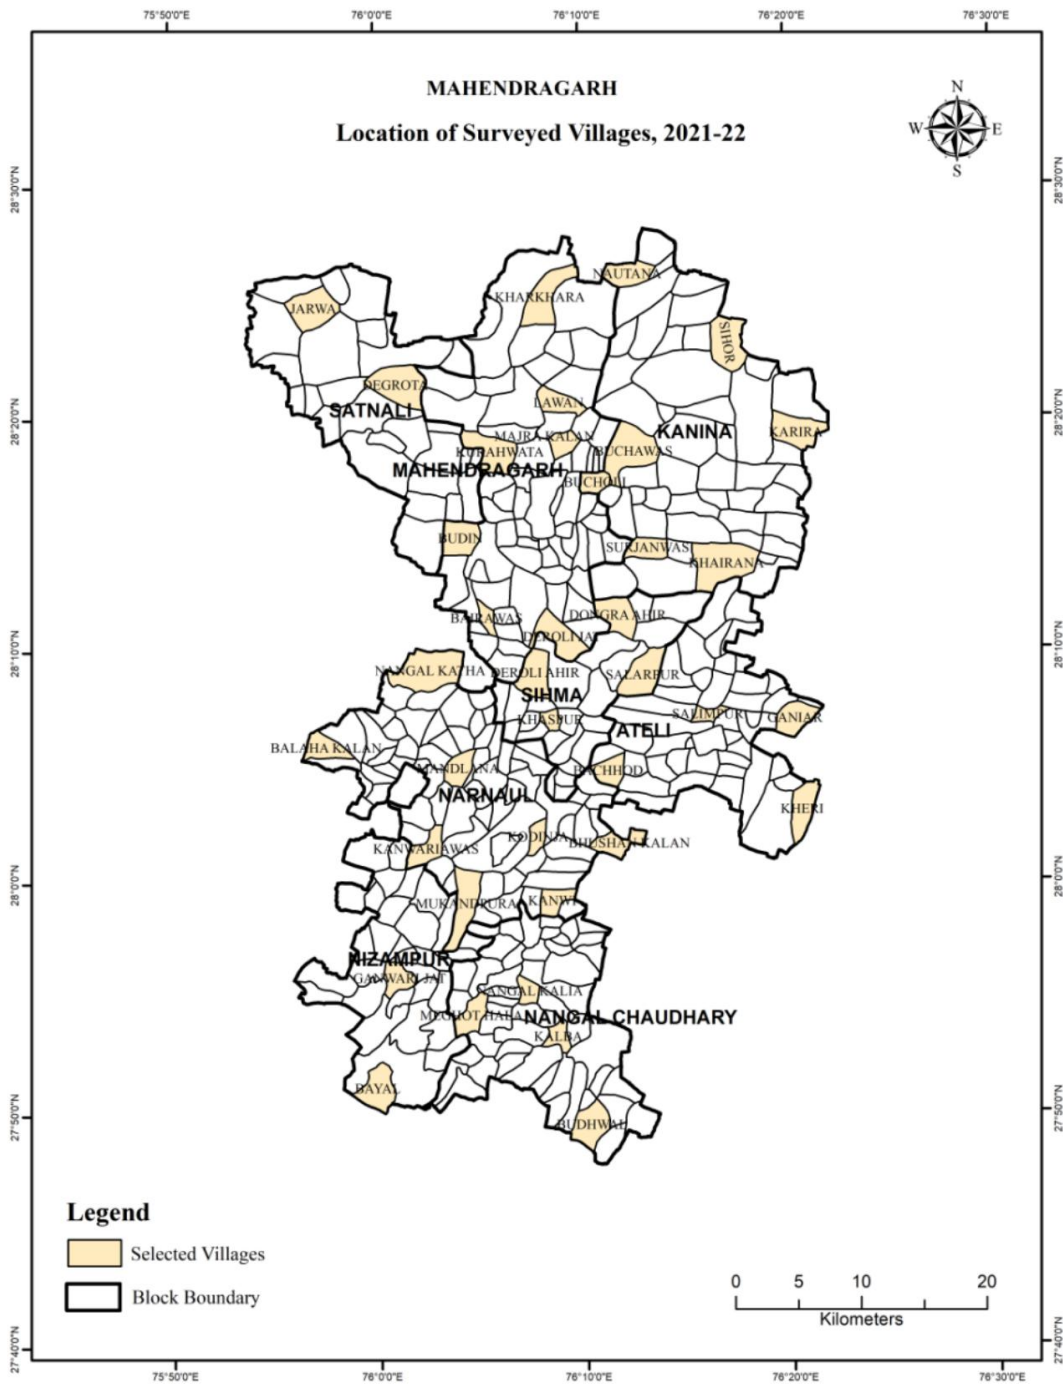 75°50'0"E 76°0'0"E 76°10'0"E 76°20'0"E 76°30'0"E
MAHENDRAGARH
Location of Surveyed Villages, 2021-22
N
W E
S
28°30'0"N 28°30'0"N
NAUTANA
KHARKHARA
JARWA
SIHOR
DEGROTA
LAWAN
SATNALI
28°20'0"N 28°20'0"N
KARIRA
KANINA
MAJRA KALAN
KURAHWATA
BUCHAWAS
MAHENDRAGARH
BUCHOLI
BUDIN
SURJANWAS
KHAIRANA
BAIRAWAS
DONGRA AHIR
DEROLI JAT
28°10'0"N 28°10'0"N
NANGAL KATHA
DEROLI AHIR
SALARPUR
SIHMA
SALIMPUR
GANIAR
KHASPUR
ATELI
BALAHA KALAN
MANDLANA
BACHHOD
NARNAUL
KHERI
KODINJA
BHUSHAN KALAN
KANWARIAWAS
28°0'0"N 28°0'0"N
MUKANDPURA
KANWI
NIZAMPUR
GANWARI JAT
NANGAL KALIA
MEGHOT HALA
NANGAL CHAUDHARY
KALBA
BAYAL
27°50'0"N 27°50'0"N
BUDHWAL
Legend
Selected Villages
Block Boundary
0 5 10 20
Kilometers
27°40'0"N 27°40'0"N
75°50'0"E 76°0'0"E 76°10'0"E 76°20'0"E 76°30'0"E